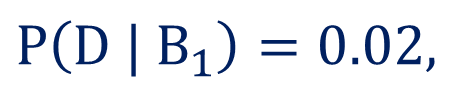 P(D | B₁) = 0.02,